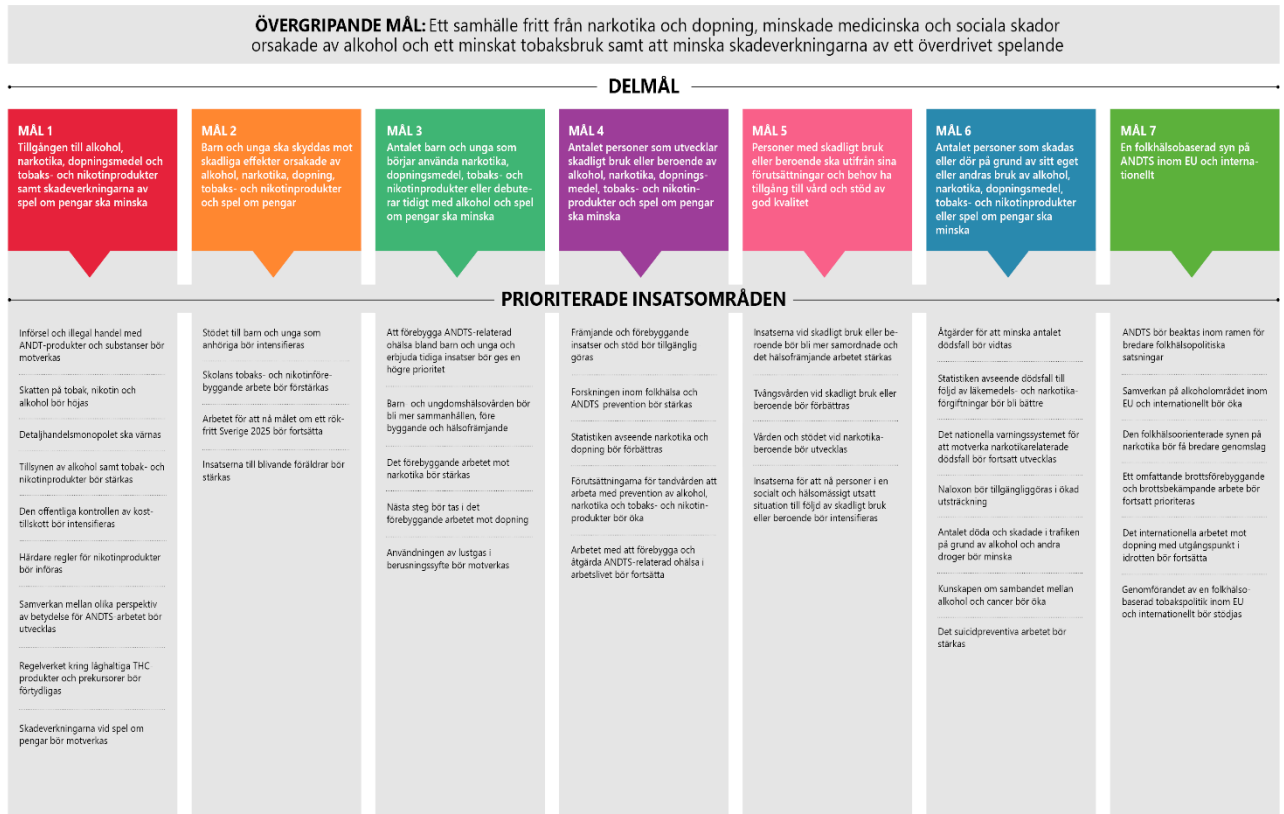 ÖVERGRIPANDE MÅL: Ett samhälle fritt från narkotika och dopning, minskade medicinska och sociala skador
orsakade av alkohol och ett minskat tobaksbruk samt att minska skadeverkningarna av ett överdrivet spelande
DELMÅL
MÅL 1
Tillgången till alkohol,
narkotika, dopningsmedel och
tobaks- och nikotinprodukter
samt skadeverkningarna av
spel om pengar ska minska
MÅL 2
Barn och unga ska skyddas mot
skadliga effekter orsakade av
alkohol, narkotika, dopning,
tobaks- och nikotinprodukter
och spel om pengar
MÅL 3
Antalet barn och unga som
börjar använda narkotika,
dopningsmedel, tobaks- och
nikotinprodukter eller debute-
rar tidigt med alkohol och spel
om pengar ska minska
MÅL 4
Antalet personer som utvecklar
skadligt bruk eller beroende av
alkohol, narkotika, dopnings-
medel, tobaks- och nikotin-
produkter och spel om pengar
ska minska
MÅL 5
Personer med skadligt bruk
eller beroende ska utifrån sina
förutsättningar och behov ha
tillgång till vård och stöd av
god kvalitet
MÅL 6
Antalet personer som skadas
eller dör på grund av sitt eget
eller andras bruk av alkohol,
narkotika, dopningsmedel,
tobaks- och nikotinprodukter
eller spel om pengar ska
minska
MÅL 7
En folkhälsobaserad syn på
ANDTS inom EU och interna-
tionellt
PRIORITERADE INSATSOMRÅDEN
Införsel och illegal handel med
ANDT-produkter och substanser bör
motverkas
Skatten på tobak, nikotin och
alkohol bör höjas
Detaljhandelsmonopolet ska värnas
Tillsynen av alkohol samt tobak- och
nikotinprodukter bör stärkas
Den offentliga kontrollen av kost-
tillskott bör intensifieras
Hårdare regler för nikotinprodukter
bör införas
Samverkan mellan olika perspektiv
av betydelse för ANDTS-arbetet bör
utvecklas
Regelverket kring låghaltiga THC
produkter och prekursorer bör
förtydligas
Skadeverkningarna vid spel om
pengar bör motverkas
Stödet till barn och unga som
anhöriga bör intensifieras
Skolans tobaks- och nikotinföre-
byggande arbete bör förstärkas
Arbetet för att nå målet om ett rök-
fritt Sverige 2025 bör fortsätta
Insatserna till blivande föräldrar bör
stärkas
Att förebygga ANDTS-relaterad
ohälsa bland barn och unga och
erbjuda tidiga insatser bör ges en
högre prioritet
Barn- och ungdomshälsovården bör
bli mer sammanhållen, före
byggande och hälsofrämjande
Det förebyggande arbetet mot
narkotika bör stärkas
Nästa steg bör tas i det
förebyggande arbetet mot dopning
Användningen av lustgas i
berusningssyfte bör motverkas
Främjande och förebyggande
insatser och stöd bör tillgänglig
göras
Forskningen inom folkhälsa och
ANDTS prevention bör stärkas
Statistiken avseende narkotika och
dopning bör förbättras
Förutsättningarna för tandvården att
arbeta med prevention av alkohol,
narkotika och tobaks- och nikotin-
produkter bör öka
Arbetet med att förebygga och
åtgärda ANDTS-relaterad ohälsa i
arbetslivet bör fortsätta
Insatserna vid skadligt bruk eller be-
roende bör bli mer samordnade och
det hälsofrämjande arbetet stärkas
Tvångsvården vid skadligt bruk eller
beroende bör förbättras
Vården och stödet vid narkotika-
beroende bör utvecklas
Insatserna för att nå personer i en
socialt och hälsomässigt utsatt
situation till följd av skadligt bruk
eller beroende bör intensifieras
Åtgärder för att minska antalet
dödsfall bör vidtas
Statistiken avseende dödsfall till
följd av läkemedels- och narkotika-
förgiftningar bör bli bättre
Det nationella varningssystemet för
att motverka narkotikarelaterade
dödsfall bör fortsatt utvecklas
Naloxon bör tillgängliggöras i ökad
utsträckning
Antalet döda och skadade i trafiken
på grund av alkohol och andra
droger bör minska
Kunskapen om sambandet mellan
alkohol och cancer bör öka
Det suicidpreventiva arbetet bör
stärkas
ANDTS bör beaktas inom ramen för
bredare folkhälsopolitiska
satsningar
Samverkan på alkoholområdet inom
EU och internationellt bör öka
Den folkhälsoorienterade synen på
narkotika bör få bredare genomslag
Ett omfattande brottsförebyggande
och brottsbekämpande arbete bör
fortsatt prioriteras
Det internationella arbetet mot
dopning med utgångspunkt i
idrotten bör fortsätta
Genomförandet av en folkhälso-
baserad tobakspolitik inom EU
och internationellt bör stödjas